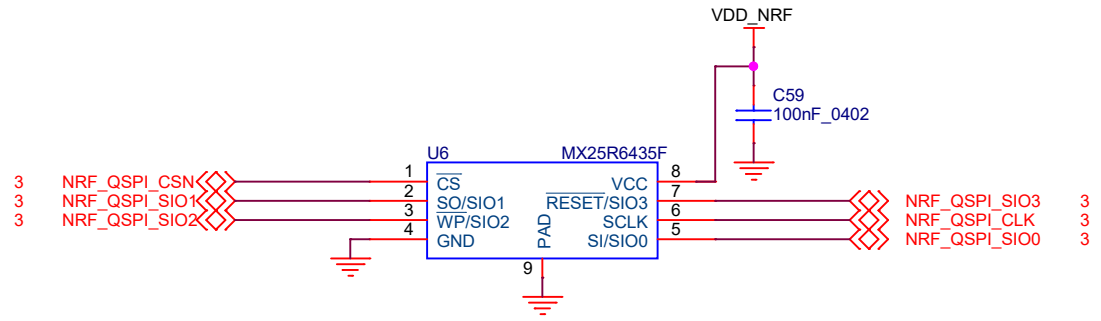 VDD_NRF
C59
100nF_0402
U6
MX25R6435F
3 NRF_QSPI_CSN 1 CS VCC 8
3 NRF_QSPI_SIO1 2 SO/SIO1 RESET/SIO3 7 NRF_QSPI_SIO3 3
3 NRF_QSPI_SIO2 3 WP/SIO2 SCLK 6 NRF_QSPI_CLK 3
4 GND SI/SIO0 5 NRF_QSPI_SIO0 3
PAD
9